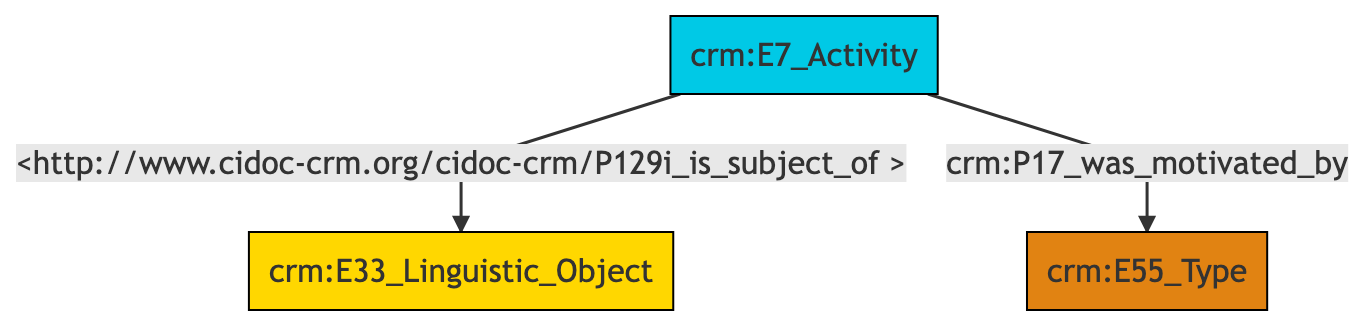 crm:E7_Activity
<http://www.cidoc-crm.org/cidoc-crm/P129i_is_subject_of >
crm:P17_was_motivated_by
crm:E33_Linguistic_Object
crm:E55_Type